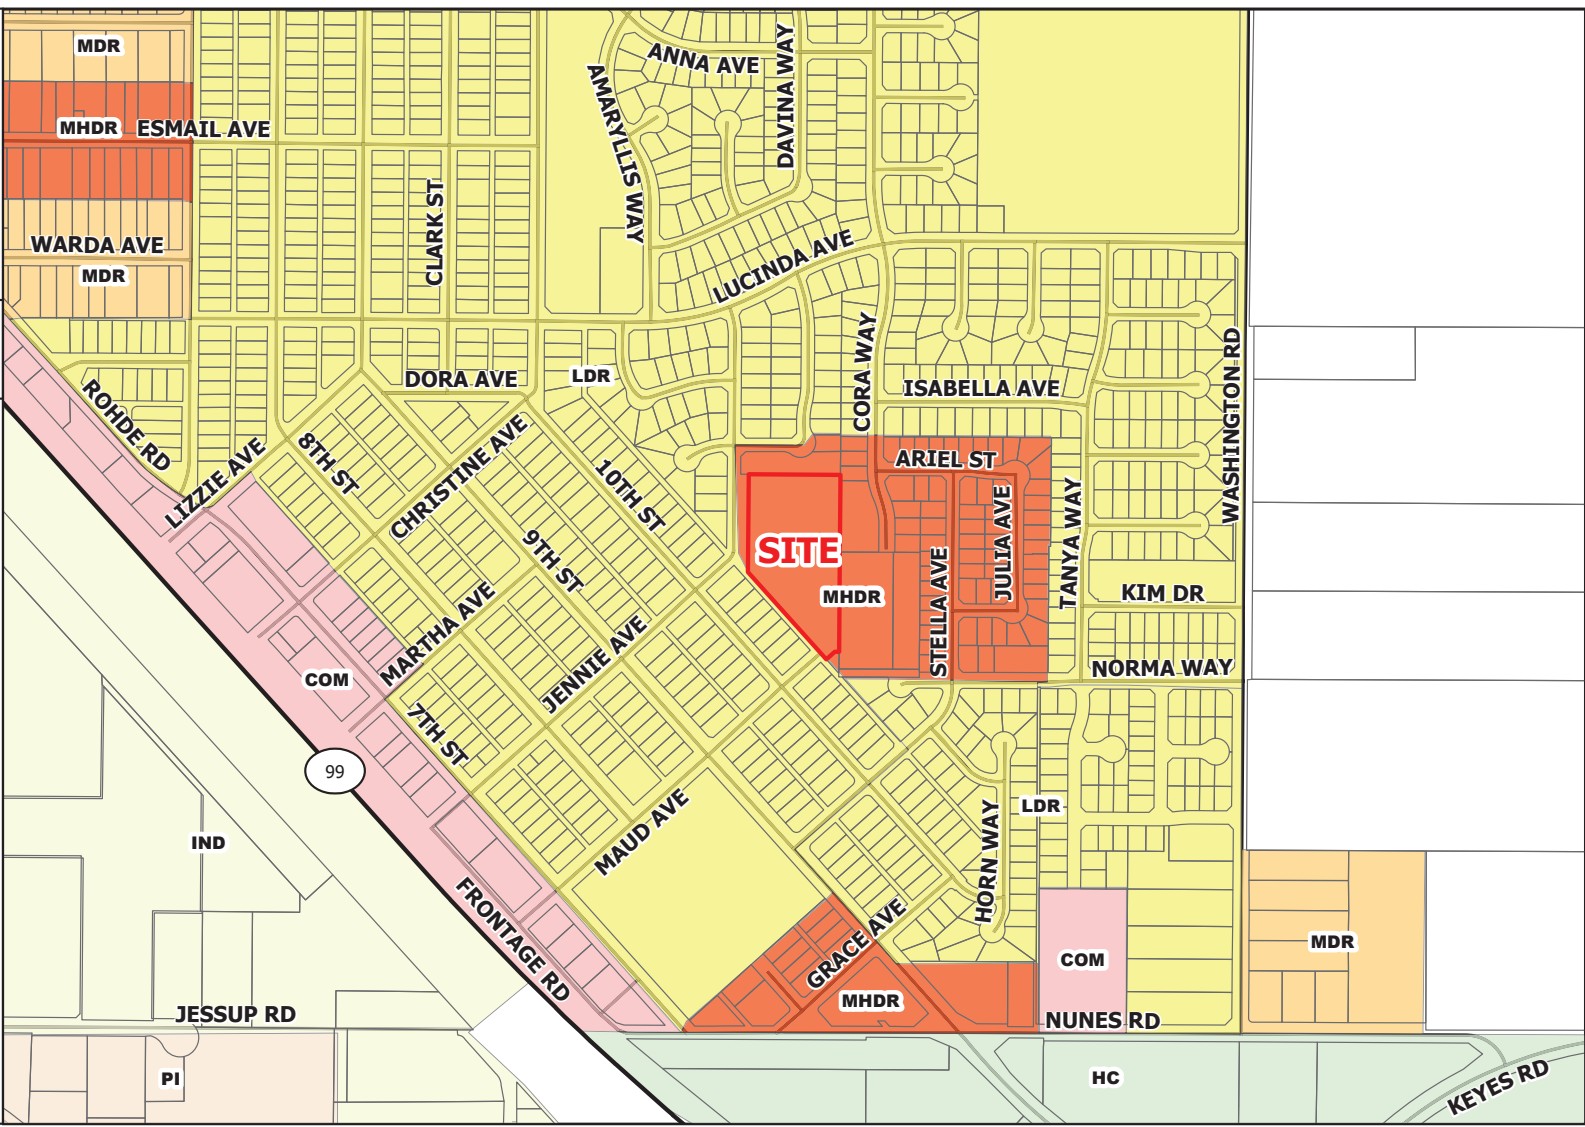 MDR
ANNA AVE
DAVINA WAY
AMARYLLIS WAY
MHDR
ESMAIL AVE
CLARK ST
WARDA AVE
MDR
LUCINDA AVE
CORA WAY
WASHINGTON RD
DORA AVE
LDR
ISABELLA AVE
ROHDE RD
LIZZIE AVE
8TH ST
CHRISTINE AVE
10TH ST
ARIEL ST
JULIA AVE
TANYA WAY
9TH ST
SITE
STELLA AVE
MHDR
KIM DR
MARTHA AVE
JENNIE AVE
COM
NORMA WAY
7TH ST
99
MAUD AVE
HORN WAY
LDR
IND
FRONTAGE RD
GRACE AVE
COM
MDR
MHDR
JESSUP RD
NUNES RD
PI
HC
KEYES RD